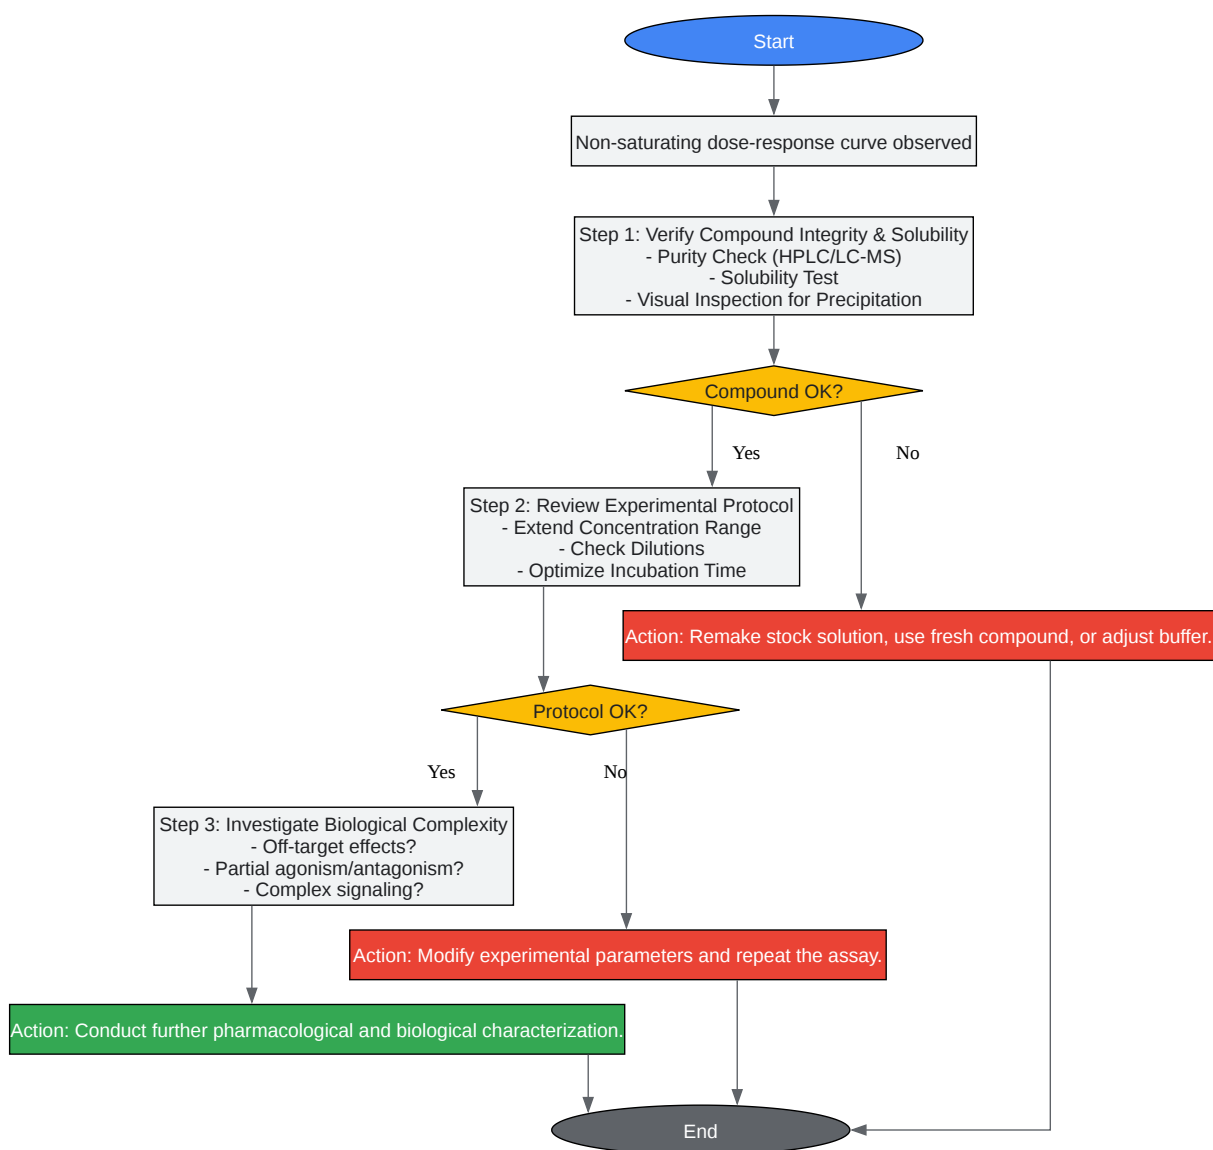 Start
Non-saturating dose-response curve observed
Step 1: Verify Compound Integrity & Solubility
- Purity Check (HPLC/LC-MS)
- Solubility Test
- Visual Inspection for Precipitation
Compound OK?
Yes
No
Step 2: Review Experimental Protocol
- Extend Concentration Range
- Check Dilutions
- Optimize Incubation Time
Action: Remake stock solution, use fresh compound, or adjust buffer.
Protocol OK?
Yes
No
Step 3: Investigate Biological Complexity
- Off-target effects?
- Partial agonism/antagonism?
- Complex signaling?
Action: Modify experimental parameters and repeat the assay.
Action: Conduct further pharmacological and biological characterization.
End